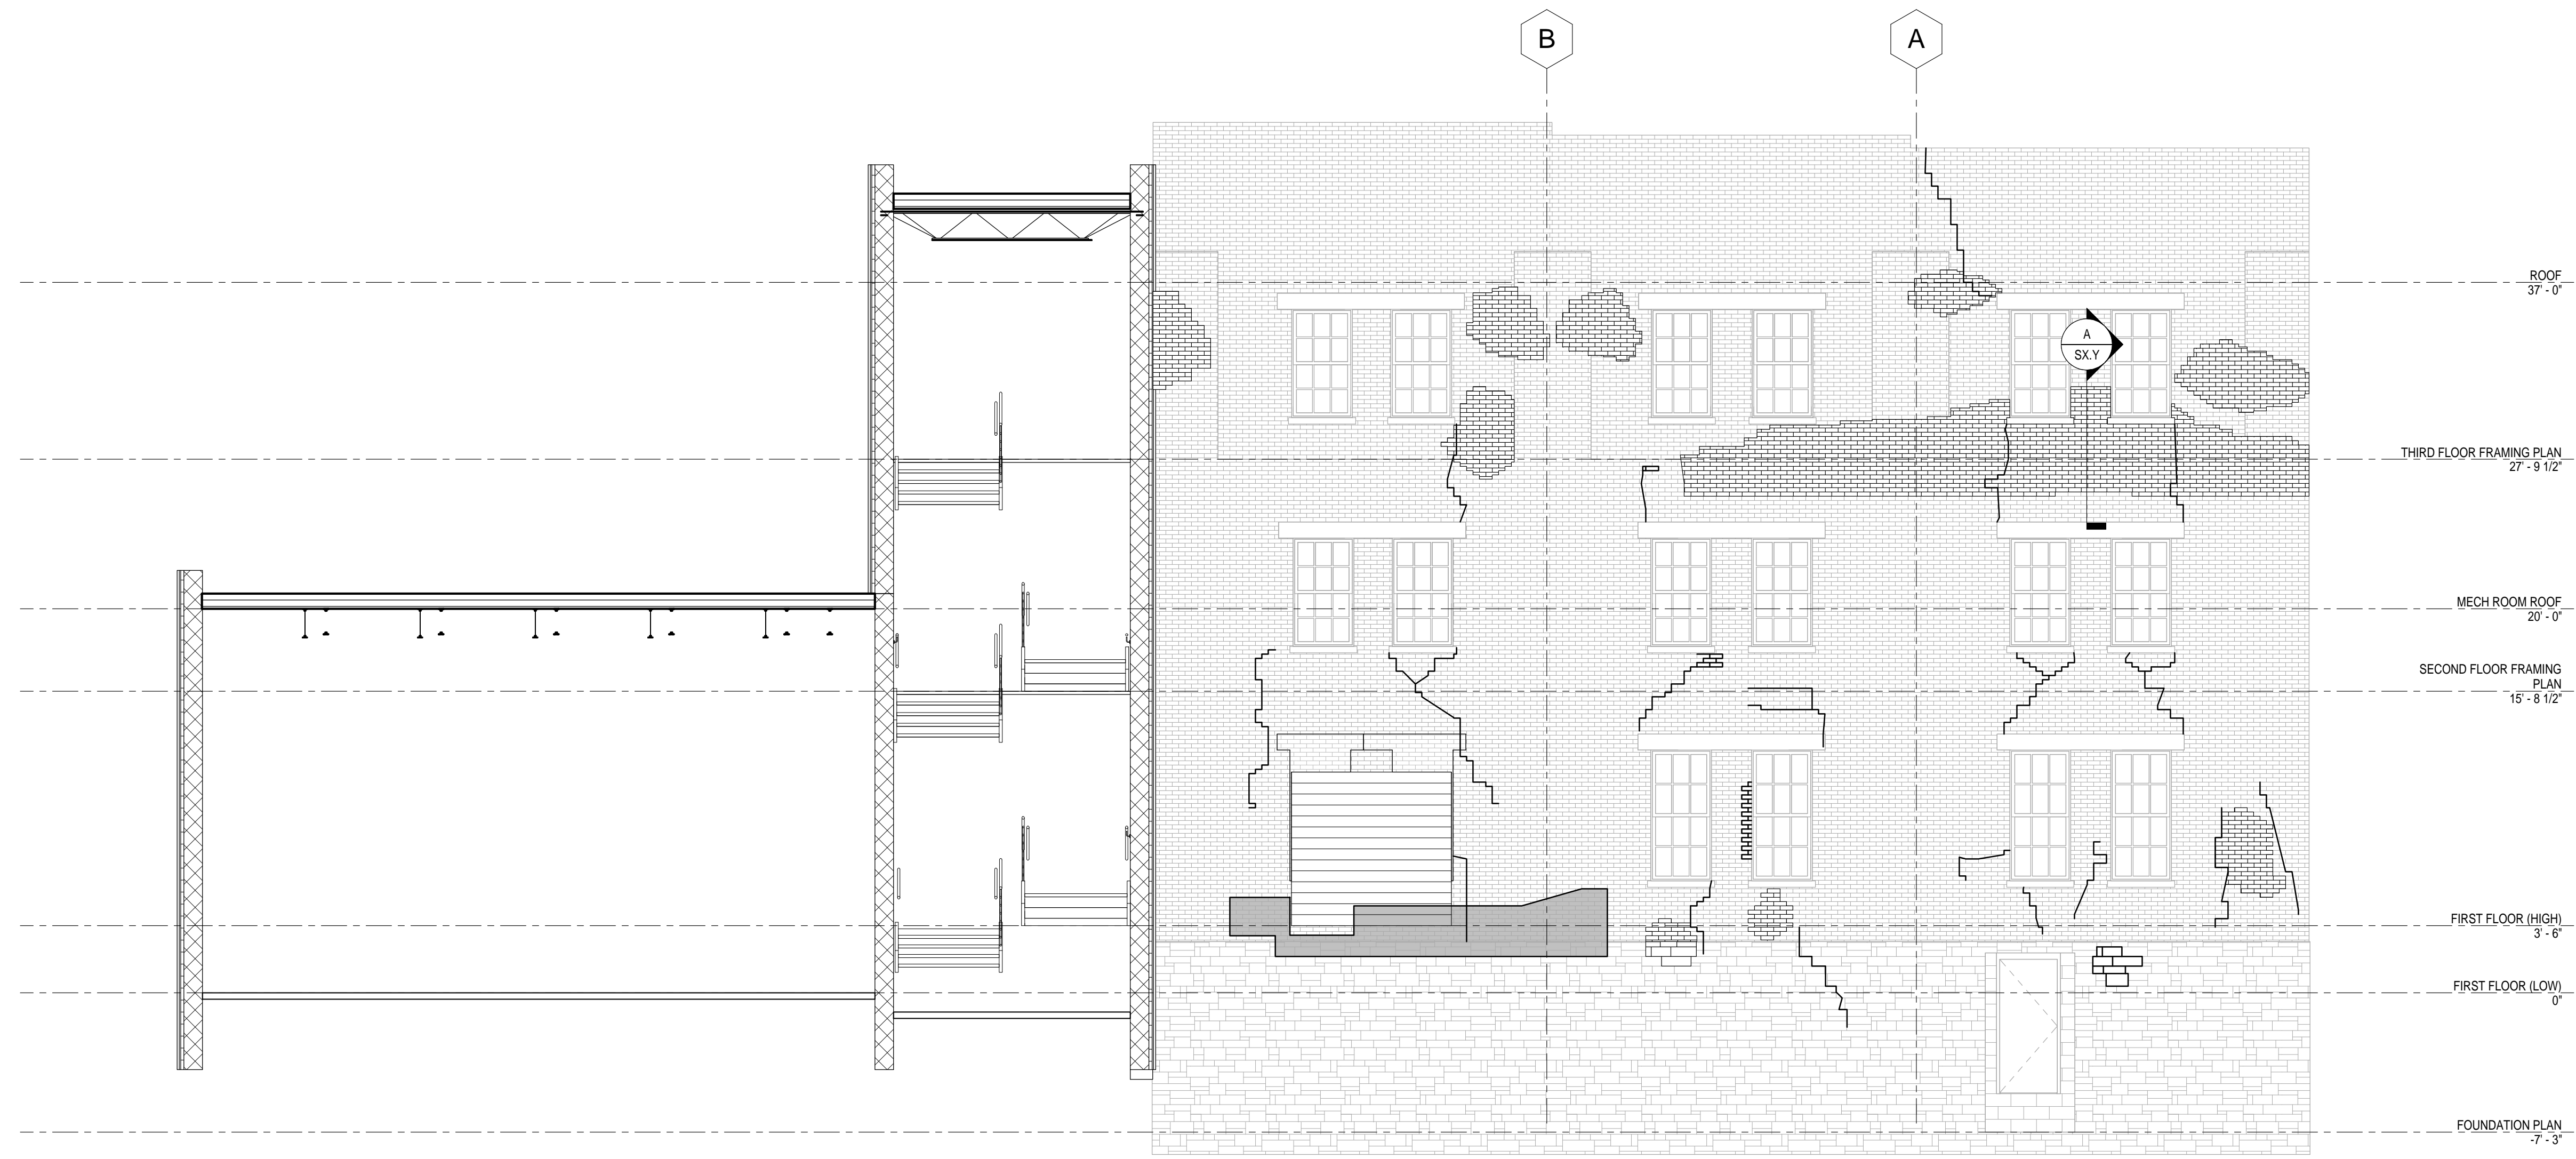 B
A
A
SX.Y
ROOF
37' - 0"
THIRD FLOOR FRAMING PLAN
27' - 9 1/2"
MECH ROOM ROOF
20' - 0"
SECOND FLOOR FRAMING
PLAN
15' - 8 1/2"
FIRST FLOOR (HIGH)
3' - 6"
FIRST FLOOR (LOW)
0"
FOUNDATION PLAN
-7' - 3"